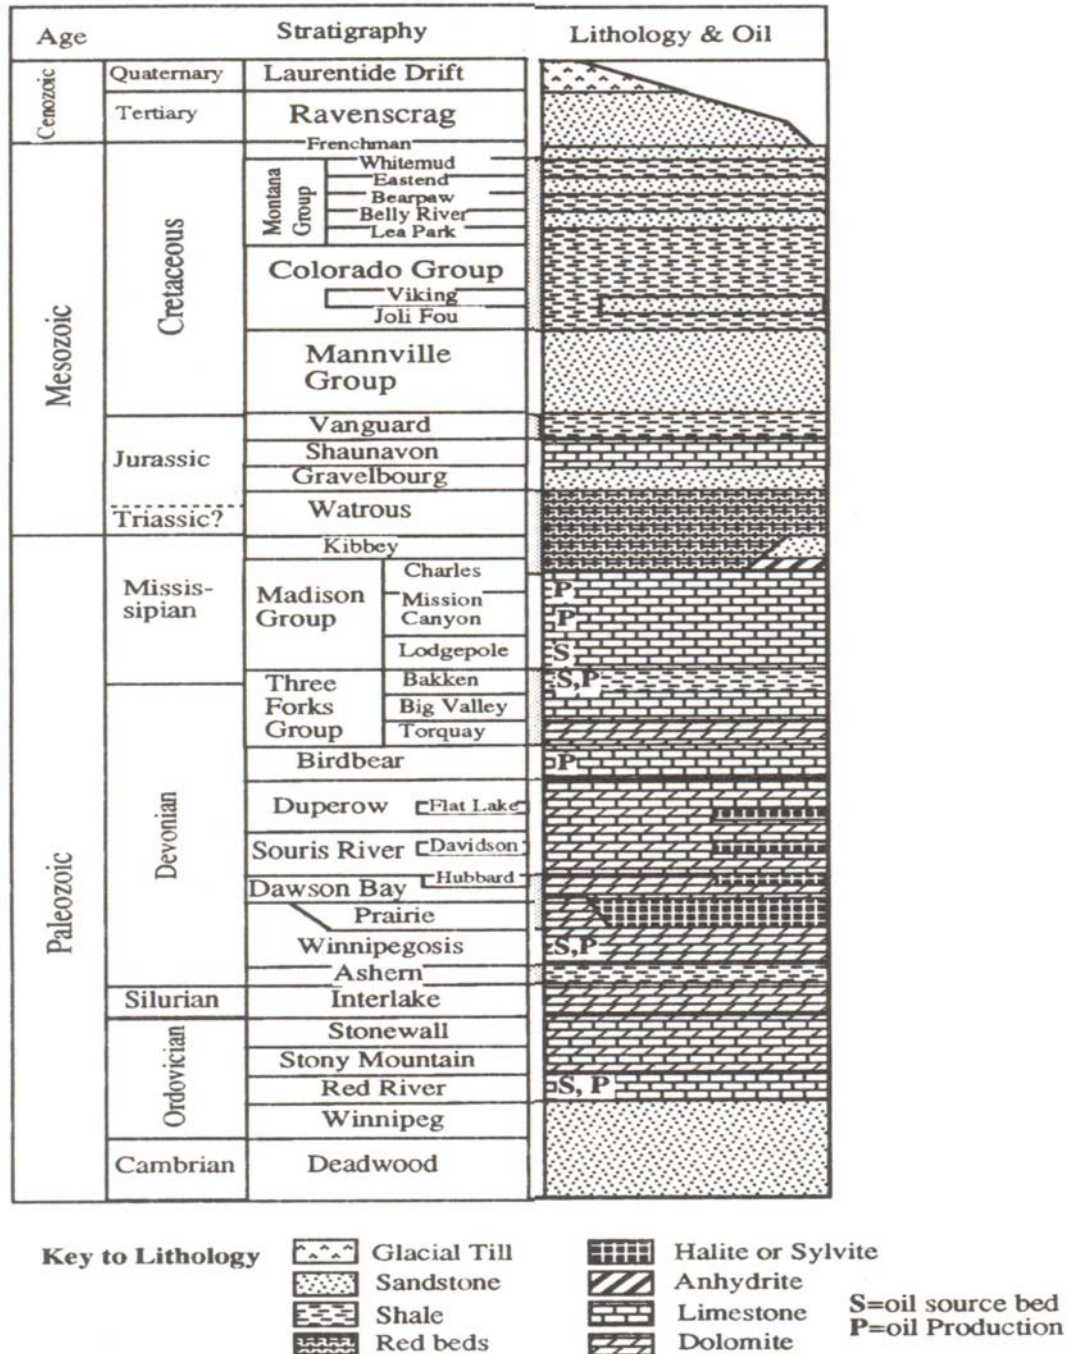 Age Stratigraphy Lithology & Oil
Cenozoic
Quaternary
Laurentide Drift
Tertiary
Ravenscrag
Mesozoic
Cretaceous
Frenchman
Montana
Group
Whitemud
Eastend
Bearpaw
Belly River
Lea Park
Colorado Group
Viking
Joli Fou
Mannville
Group
Jurassic
Vanguard
Shaunavon
Gravelbourg
Triassic?
Watrous
Paleozoic
Missis-
sipian
Kibbey
Madison
Group
Charles
P
Mission
Canyon
P
Lodgepole
S
Three
Forks
Group
Bakken
S,P
Big Valley
Torquay
Devonian
Birdbear
P
Duperow
Flat Lake
Souris River
Davidson
Hubbard
Dawson Bay
Prairie
Winnipegosis
S,P
Ashern
Silurian
Interlake
Ordovician
Stonewall
Stony Mountain
Red River
S, P
Winnipeg
Cambrian
Deadwood
Key to Lithology
Glacial Till
Sandstone
Shale
Red beds
Halite or Sylvite
Anhydrite
Limestone
Dolomite
S=oil source bed
P=oil Production